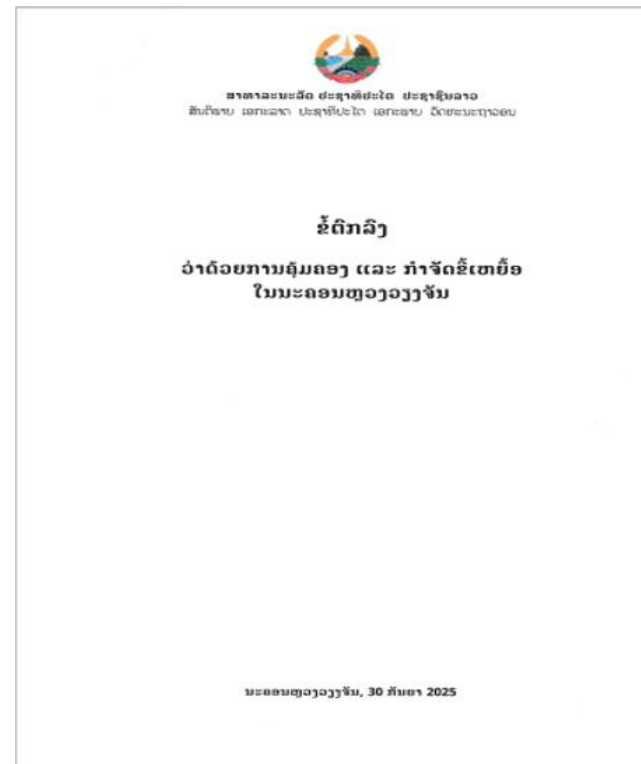 ສາທາລະນະລັດ ປະຊາທິປະໄຕ ປະຊາຊົນລາວ
ສັນຕິພາບ ເອກະລາດ ປະຊາທິປະໄຕ ເອກະພາບ ວັດທະນະຖາວອນ
ຂໍ້ຕົກລົງ
ວ່າດ້ວຍການຄຸ້ມຄອງ ແລະ ກຳຈັດຂີ້ເຫຍື້ອ
ໃນນະຄອນຫຼວງວຽງຈັນ
ນະຄອນຫຼວງວຽງຈັນ, 30 ກັນຍາ 2025